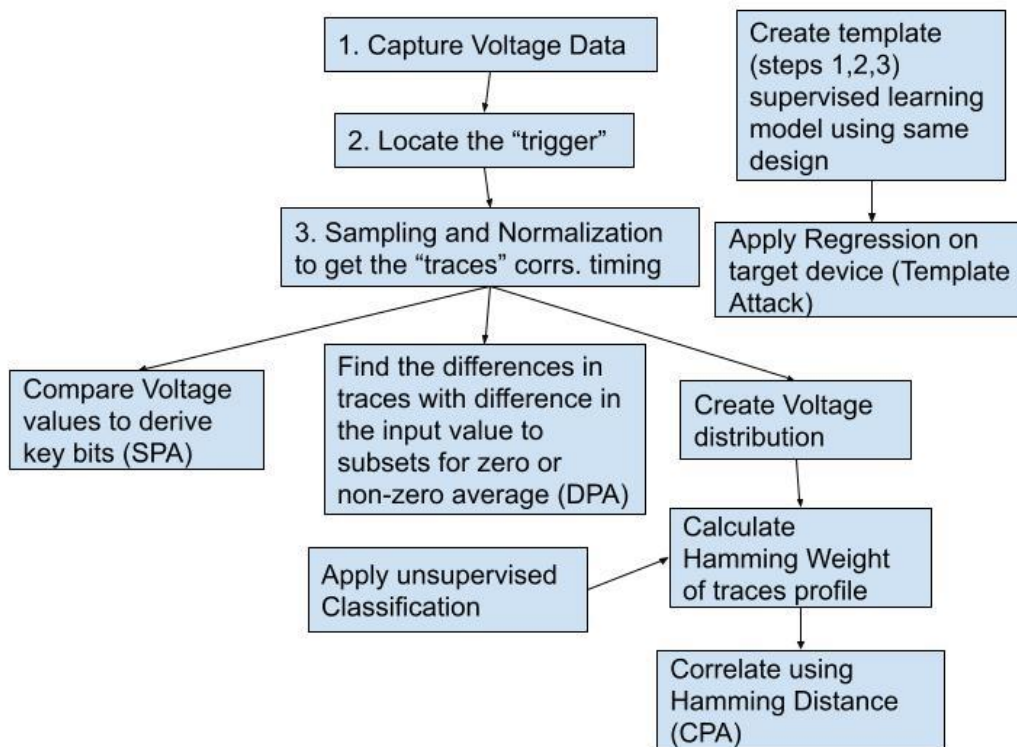 1. Capture Voltage Data
2. Locate the “trigger”
3. Sampling and Normalization
to get the “traces” corrs. timing
Create template
(steps 1,2,3)
supervised learning
model using same
design
Apply Regression on
target device (Template
Attack)
Compare Voltage
values to derive
key bits (SPA)
Find the differences in
traces with difference in
the input value to
subsets for zero or
non-zero average (DPA)
Create Voltage
distribution
Apply unsupervised
Classification
Calculate
Hamming Weight
of traces profile
Correlate using
Hamming Distance
(CPA)